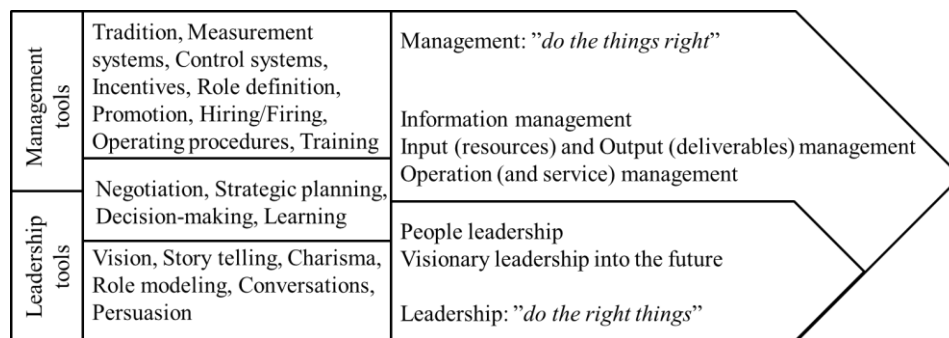 Management
tools
Tradition, Measurement
systems, Control systems,
Incentives, Role definition,
Promotion, Hiring/Firing,
Operating procedures, Training
Negotiation, Strategic planning,
Decision-making, Learning
Leadership
tools
Vision, Story telling, Charisma,
Role modeling, Conversations,
Persuasion
Management: ”do the things right”
Information management
Input (resources) and Output (deliverables) management
Operation (and service) management
People leadership
Visionary leadership into the future
Leadership: ”do the right things”